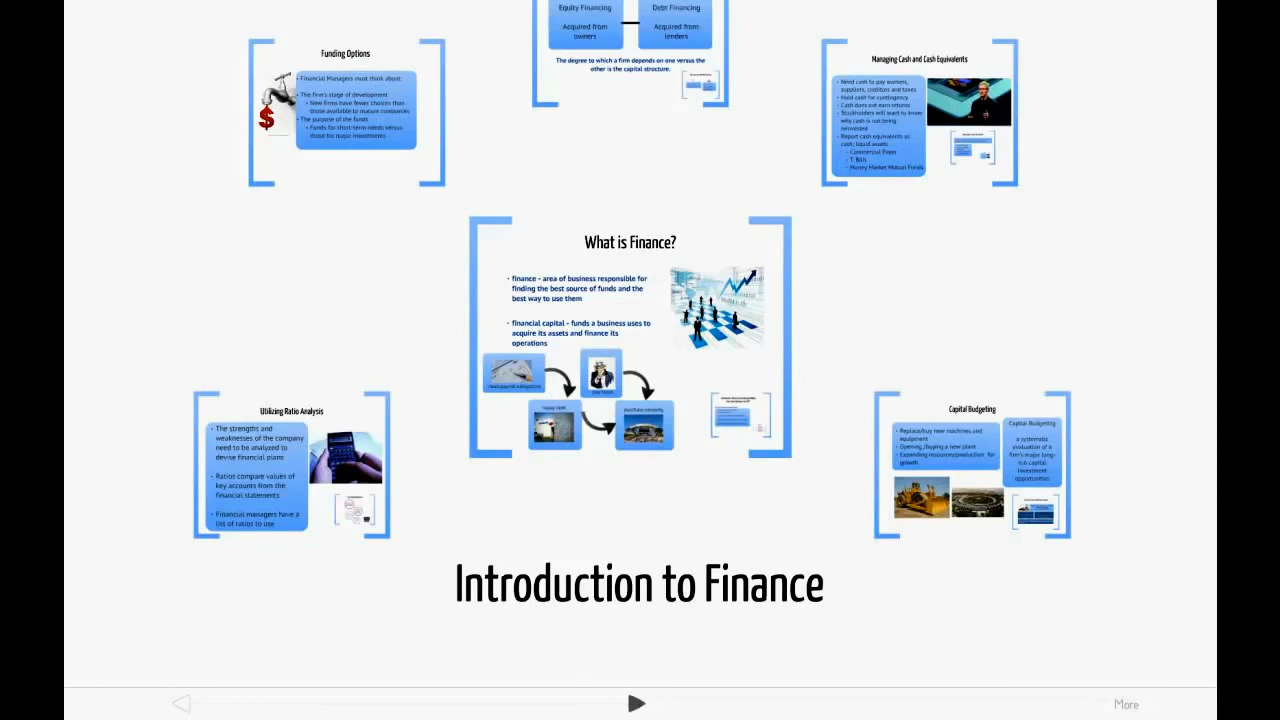 Equity Financing
Acquired from
owners
Debt Financing
Acquired from
lenders
The degree to which a firm depends on one versus the
other is the capital structure.
Funding Options
Financial Managers must think about:
The firm's stage of development
New firms have fewer choices than
those available to mature companies
The purpose of the funds
Funds for short-term needs versus
those for major investments
Managing Cash and Cash Equivalents
Need cash to pay workers,
suppliers, creditors and taxes
Hold cash for contingency
Cash does not earn returns
Stockholders will want to know
why cash is not being
reinvested
Report cash equivalents as
cash; liquid assets
- Commercial Paper
- T. Bills
- Money Market Mutual Funds
What is Finance?
finance - area of business responsible for
finding the best source of funds and the
best way to use them
financial capital - funds a business uses to
acquire its assets and finance its
operations
meet payroll obligations
repay debt
purchase property
Utilizing Ratio Analysis
The strengths and
weaknesses of the company
need to be analyzed to
devise financial plans
Ratios compare values of
key accounts from the
financial statements
Financial managers have a
list of ratios to use
Capital Budgeting
Replace/buy new machines and
equipment
Opening /buying a new plant
Expanding resources/production for
growth
Capital Budgeting
a systematic
evaluation of a
firm's major long-
rich capital
investment
opportunities
Introduction to Finance
More